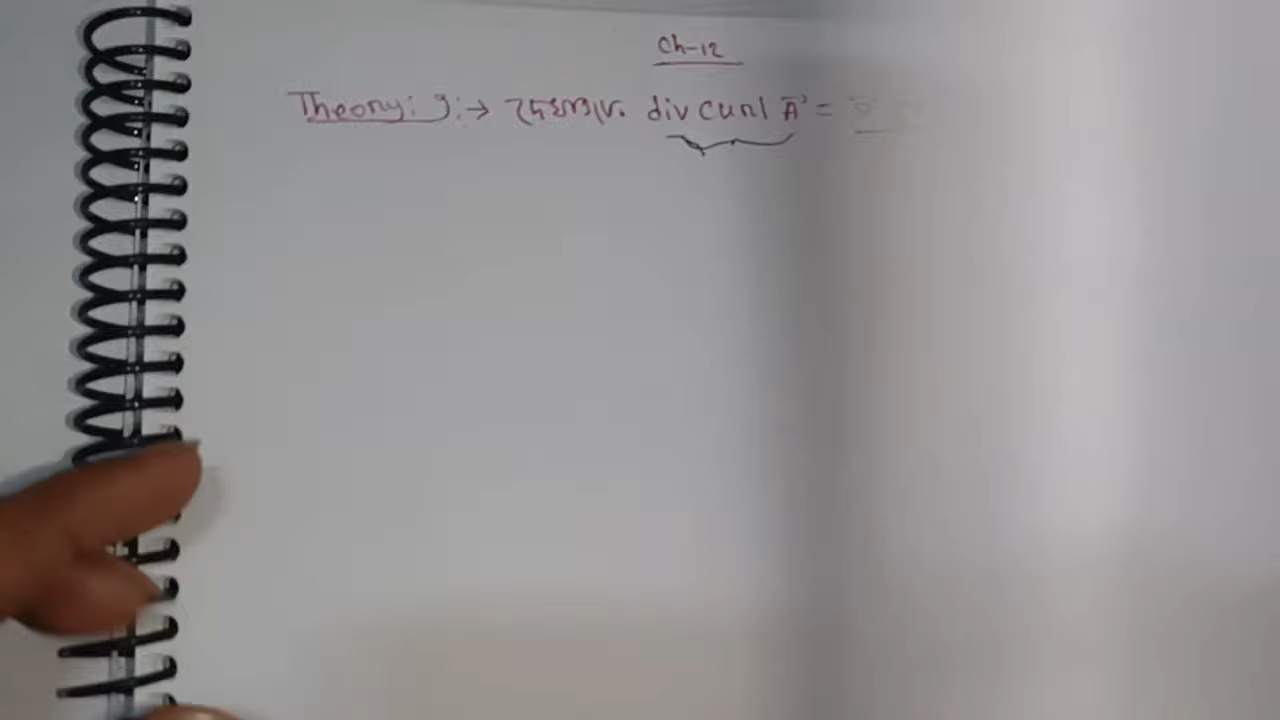 Ch-12
Theory: 9:→ div curl A⃗ =